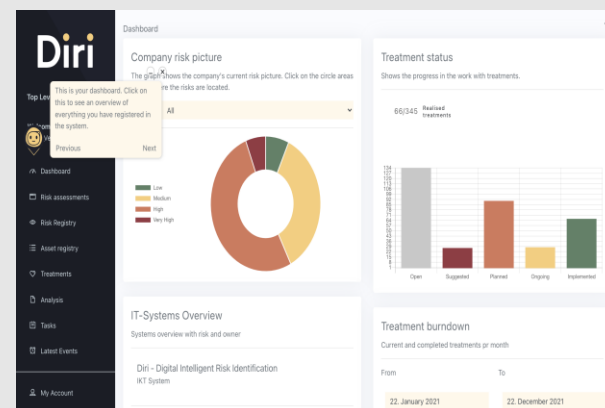 Dashboard
Diri
Company risk picture
The graph shows the company's current risk picture. Click on the circle areas
re the risks are located.
This is your dashboard. Click on
this to see an overview of
everything you have registered in
the system.
Previous Next
Top Lev
All
Low
Medium
High
Very High
Dashboard
Risk assessments
Risk Registry
Asset registry
Treatments
Analysis
Tasks
Latest Events
My Account
Treatment status
Shows the progress in the work with treatments.
66/345 Realised
treatments
134
127
Open Suggested Planned Ongoing Implemented
IT-Systems Overview
Systems overview with risk and owner
Diri - Digital Intelligent Risk Identification
IKT System
Treatment burndown
Current and completed treatments pr month
From To
22. January 2021 22. December 2021